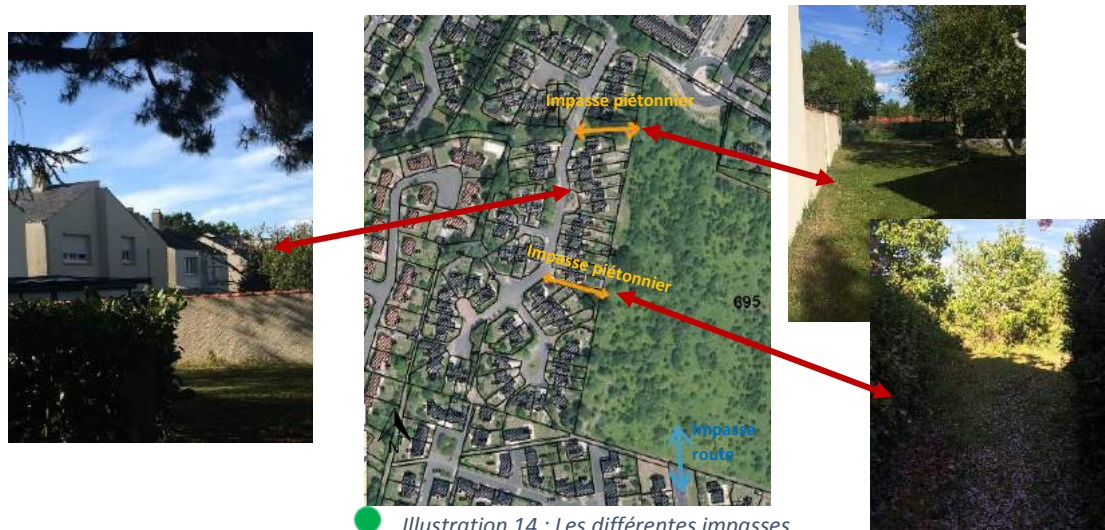 Impasse piétonnier
Impasse piétonnier
695
Impasse
route
Illustration 14 : Les différentes impasses